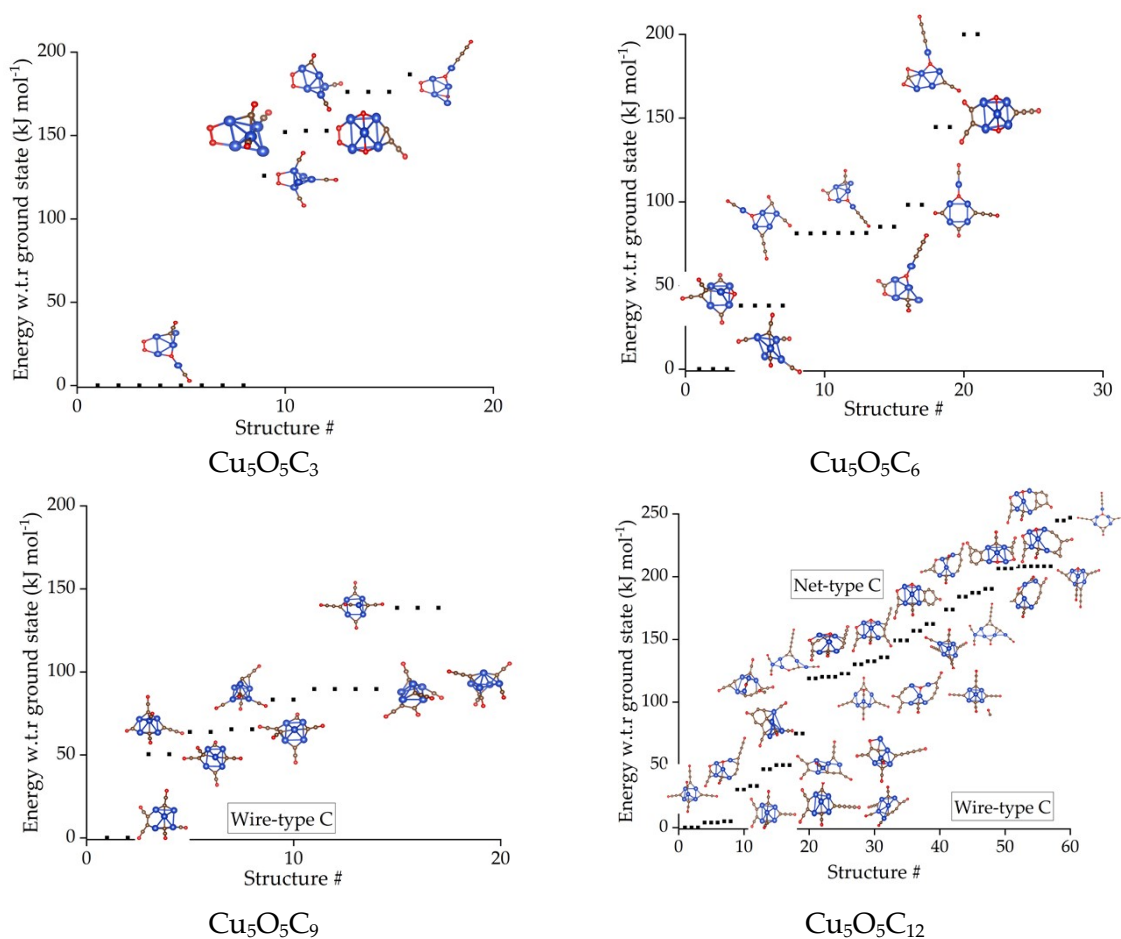 Energy w.t.r ground state (kJ mol⁻¹)
200
150
100
50
0
0
10
20
Structure #
Cu₅O₅C₃
Energy w.t.r ground state (kJ mol⁻¹)
200
150
100
50
0
0
10
20
30
Structure #
Cu₅O₅C₆
Energy w.t.r ground state (kJ mol⁻¹)
200
150
100
50
0
Wire-type C
0
10
20
Structure #
Cu₅O₅C₉
Energy w.t.r ground state (kJ mol⁻¹)
250
200
150
100
50
0
Net-type C
Wire-type C
0
10
20
30
40
50
60
Structure #
Cu₅O₅C₁₂